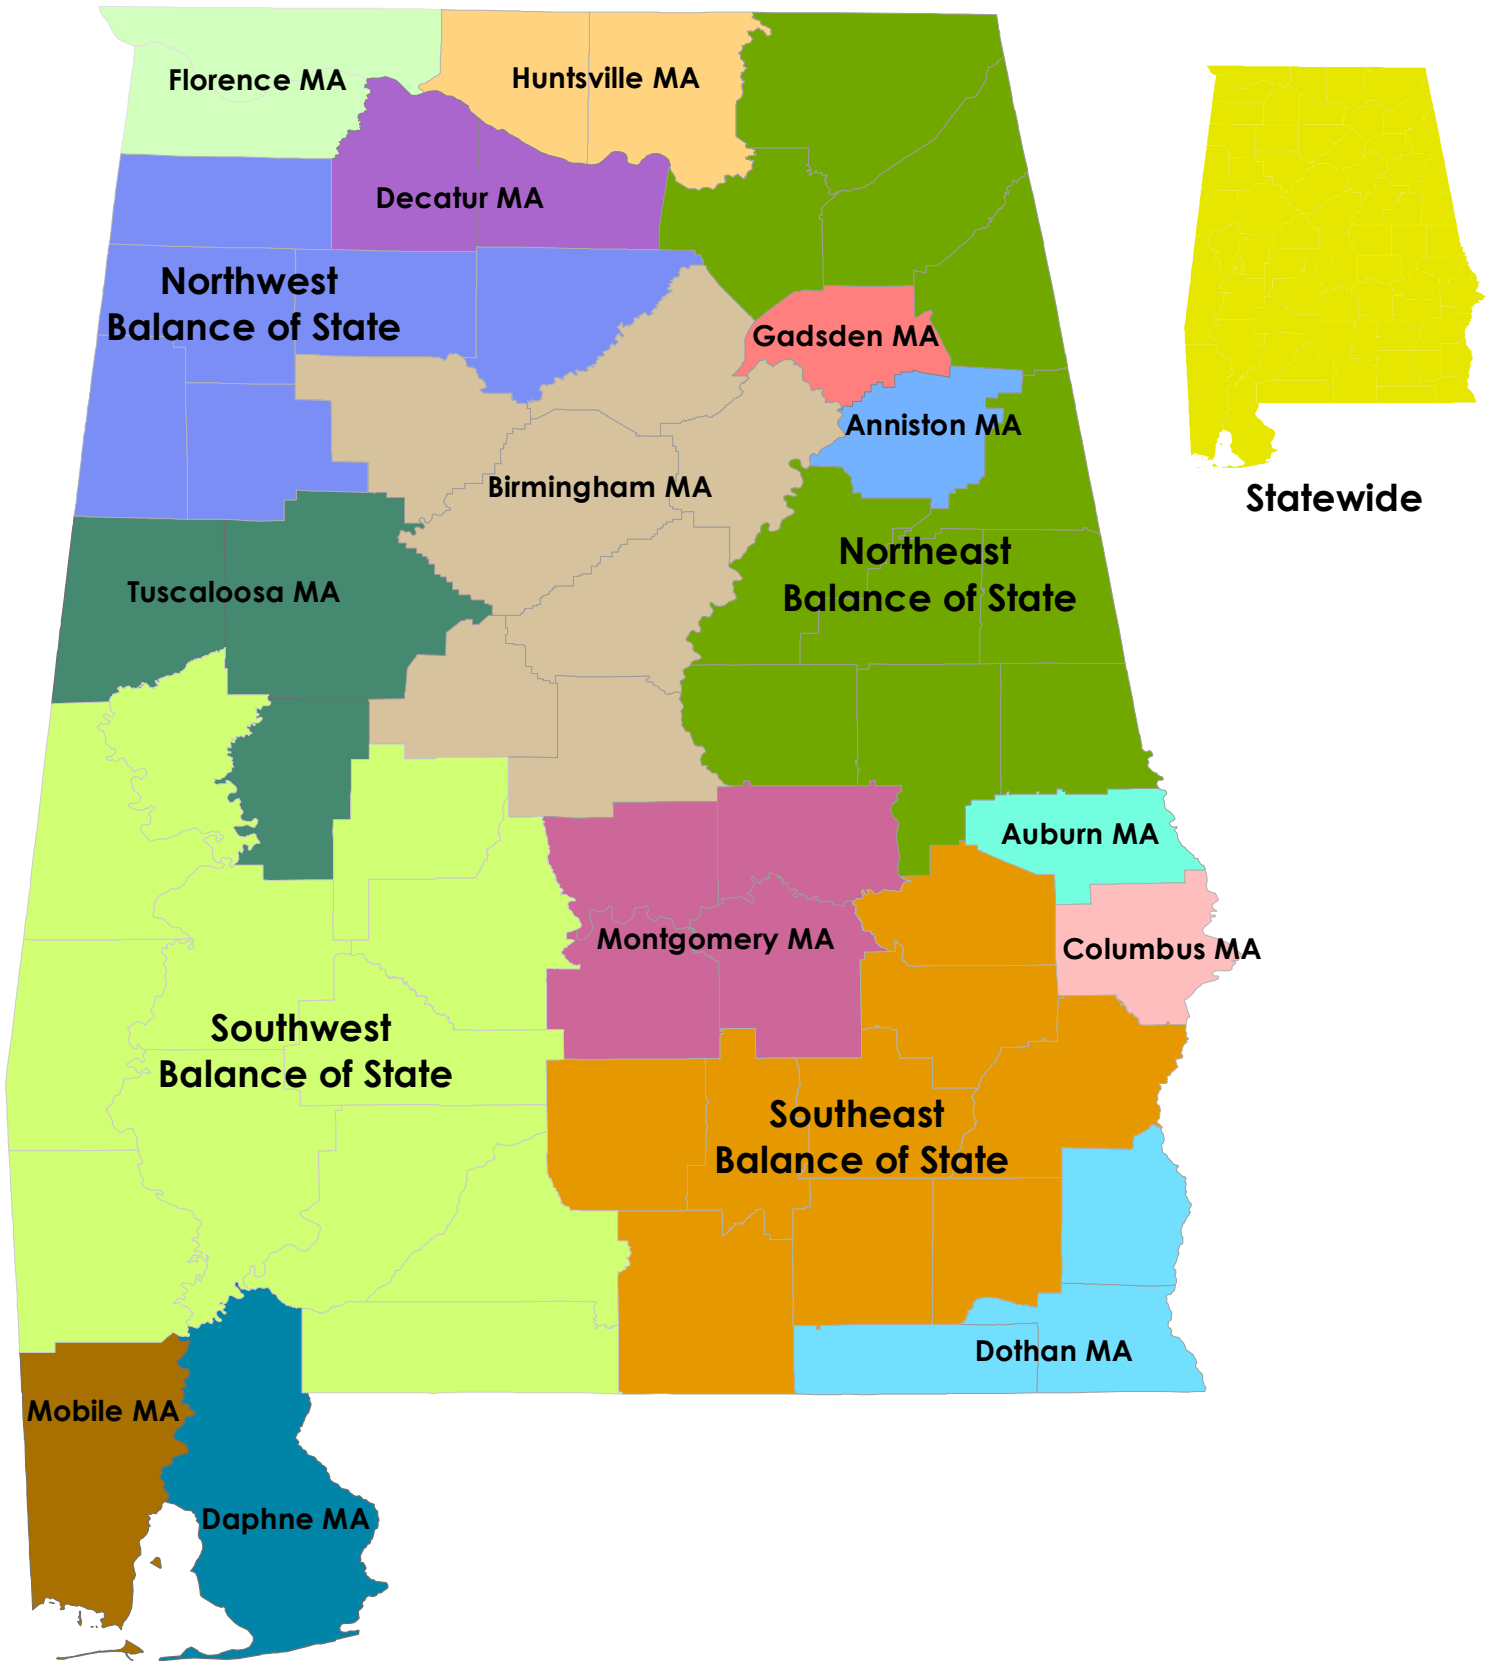 Florence MA
Huntsville MA
Decatur MA
Northwest
Balance of State
Gadsden MA
Anniston MA
Birmingham MA
Statewide
Northeast
Balance of State
Tuscaloosa MA
Auburn MA
Montgomery MA
Columbus MA
Southwest
Balance of State
Southeast
Balance of State
Dothan MA
Mobile MA
Daphne MA